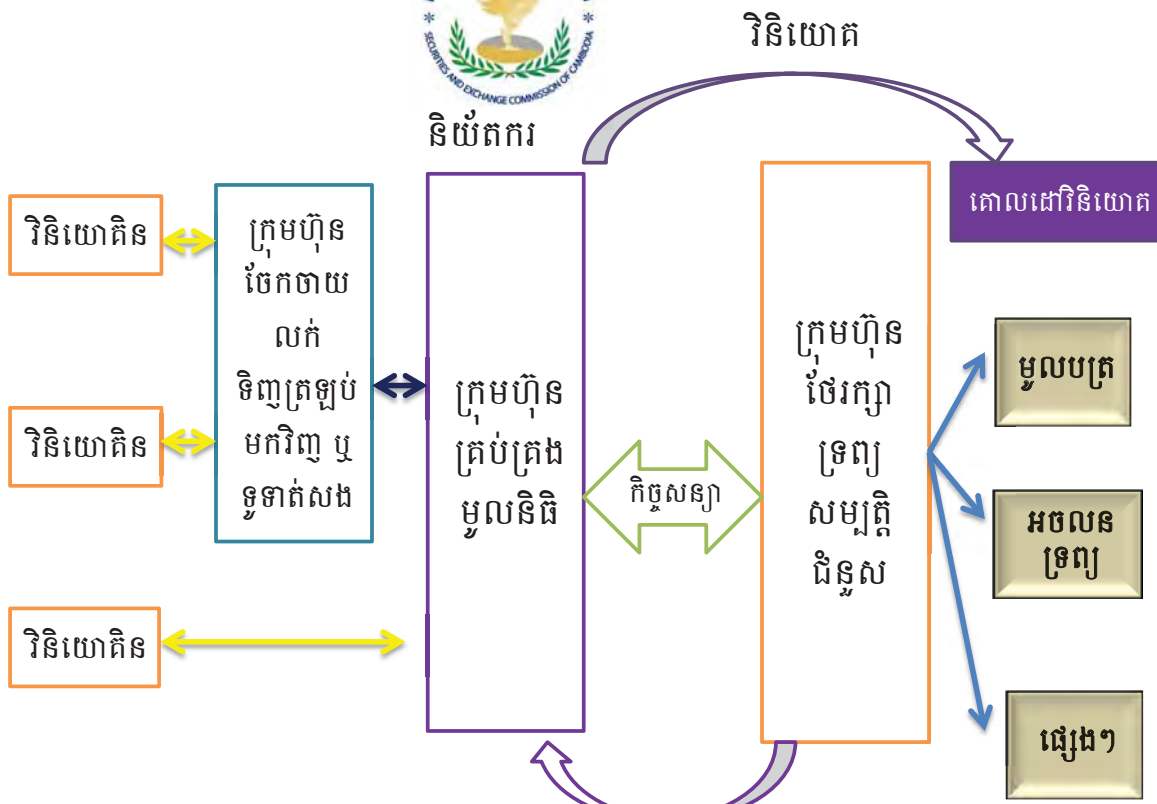 វិនិយោគ
* SECURITIES AND EXCHANGE COMMISSION OF CAMBODIA *
និយ័តករ
គោលដៅវិនិយោគ
វិនិយោគិន
វិនិយោគិន
វិនិយោគិន
ក្រុមហ៊ុន
ចែកចាយ
លក់
ទិញត្រឡប់
មកវិញ ឬ
ទូទាត់សង
ក្រុមហ៊ុន
គ្រប់គ្រង
មូលនិធិ
កិច្ចសន្យា
ក្រុមហ៊ុន
ថែរក្សា
ទ្រព្យ
សម្បត្តិ
ជំនួស
មូលបត្រ
អចលន
ទ្រព្យ
ផ្សេងៗ